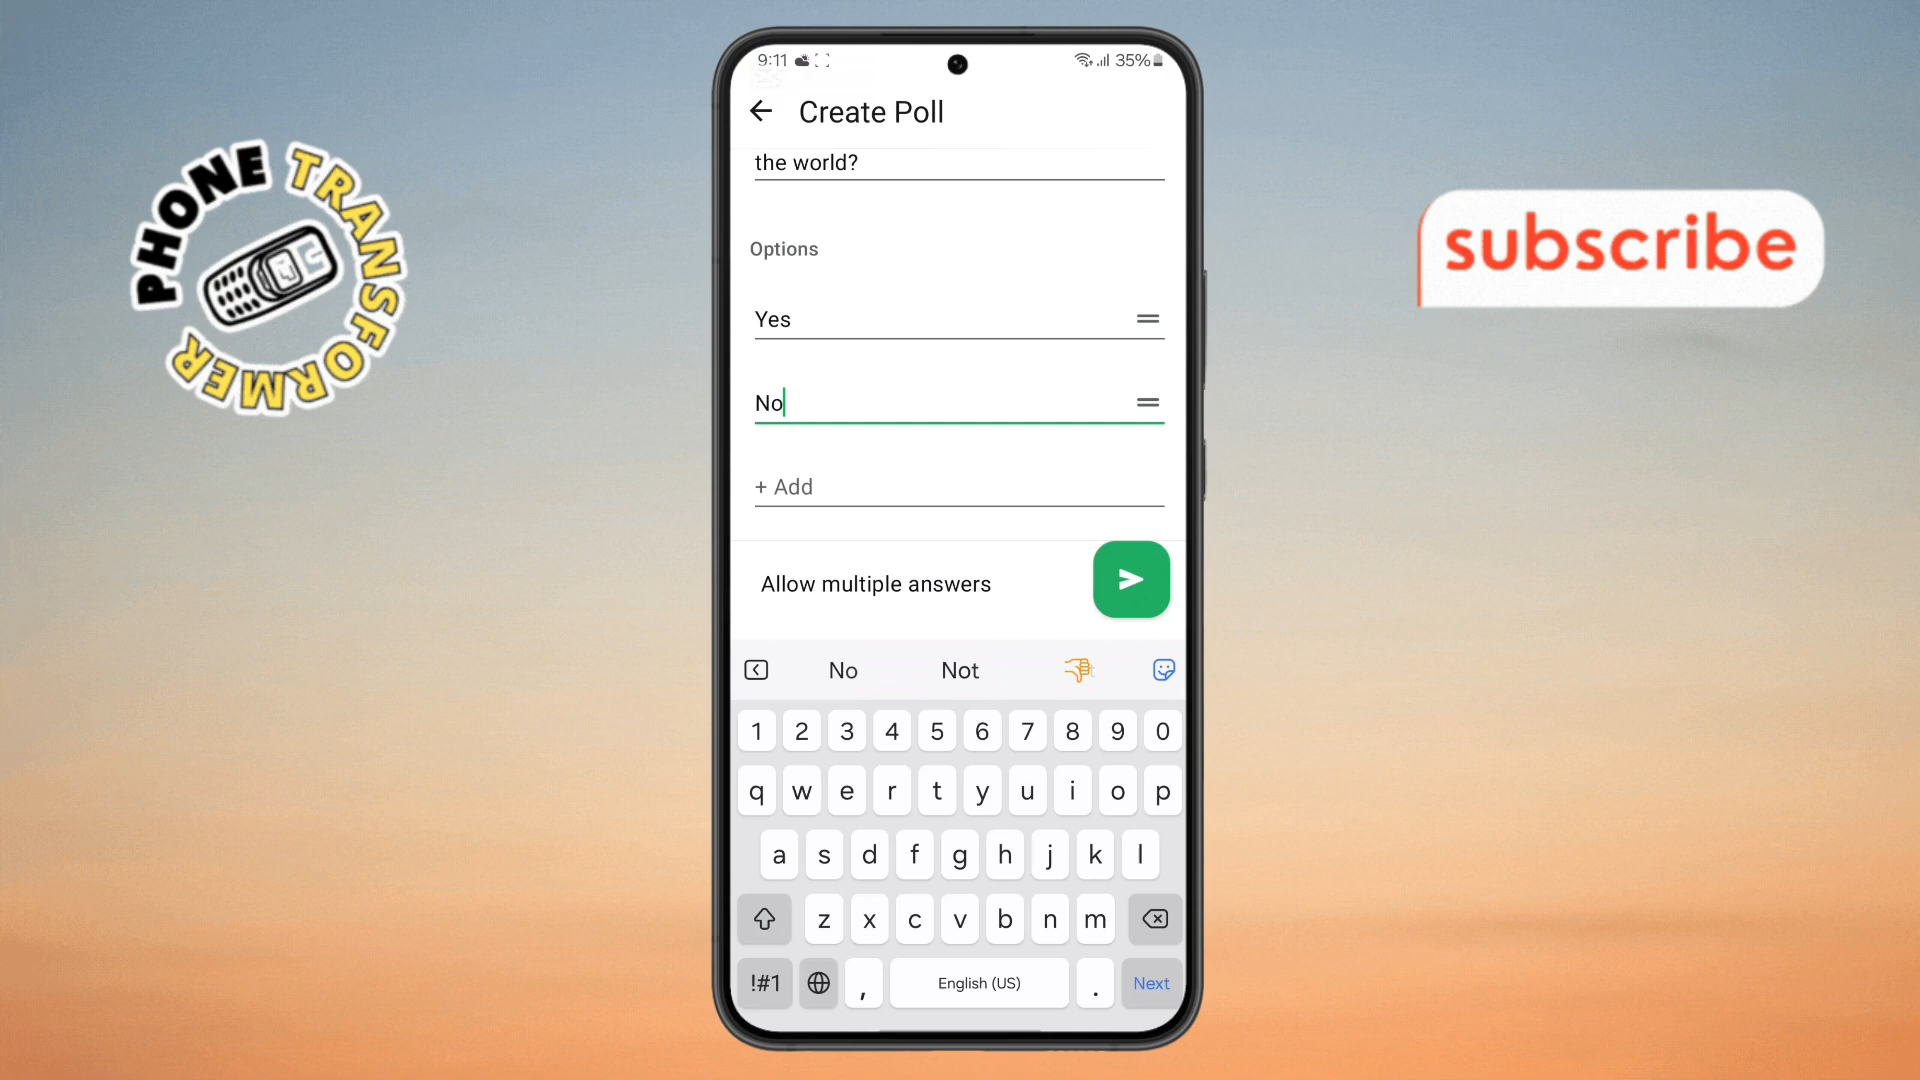 PHONE TRANSFORMER
subscribe
9:11
35%
Create Poll
the world?
Options
Yes
No
+ Add
Allow multiple answers
No Not
1 2 3 4 5 6 7 8 9 0
q w e r t y u i o p
a s d f g h j k l
z x c v b n m
!#1 , English (US) . Next